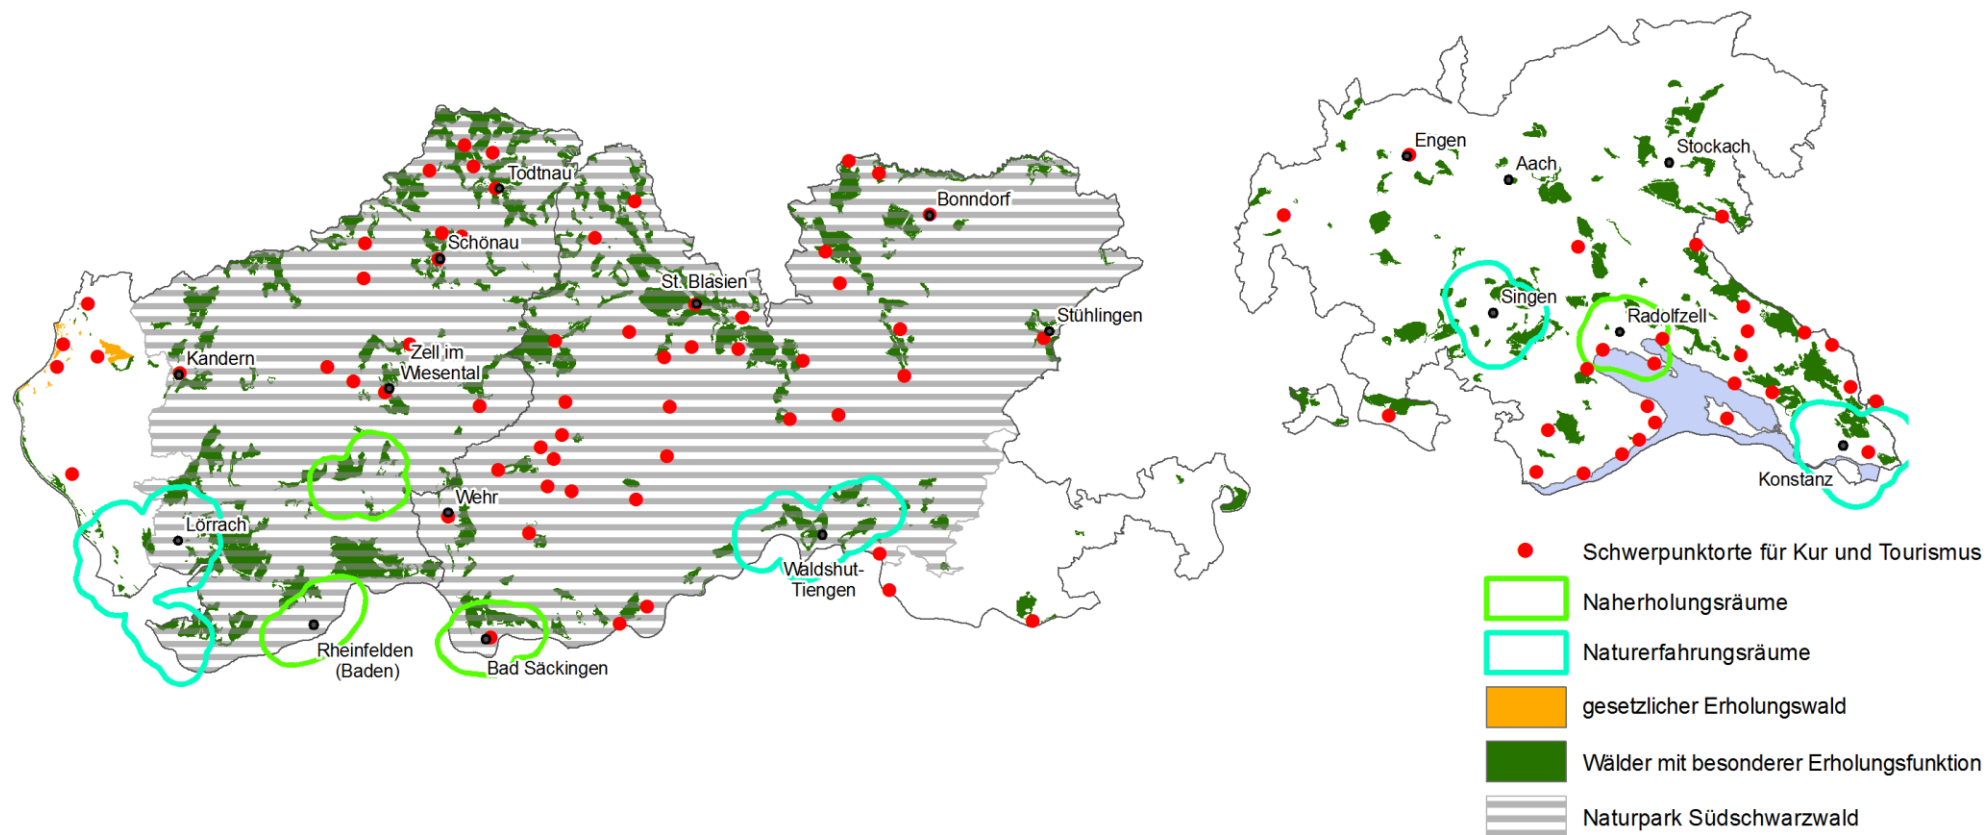 Todtnau
Schönau
Bonndorf
St. Blasien
Stühlingen
Kandern
Zell im
Wiesental
Wehr
Lörrach
Waldshut-
Tiengen
Rheinfelden
(Baden)
Bad Säckingen
Engen
Aach
Stockach
Singen
Radolfzell
Konstanz
Schwerpunktorte für Kur und Tourismus
Naherholungsräume
Naturerfahrungsräume
gesetzlicher Erholungswald
Wälder mit besonderer Erholungsfunktion
Naturpark Südschwarzwald